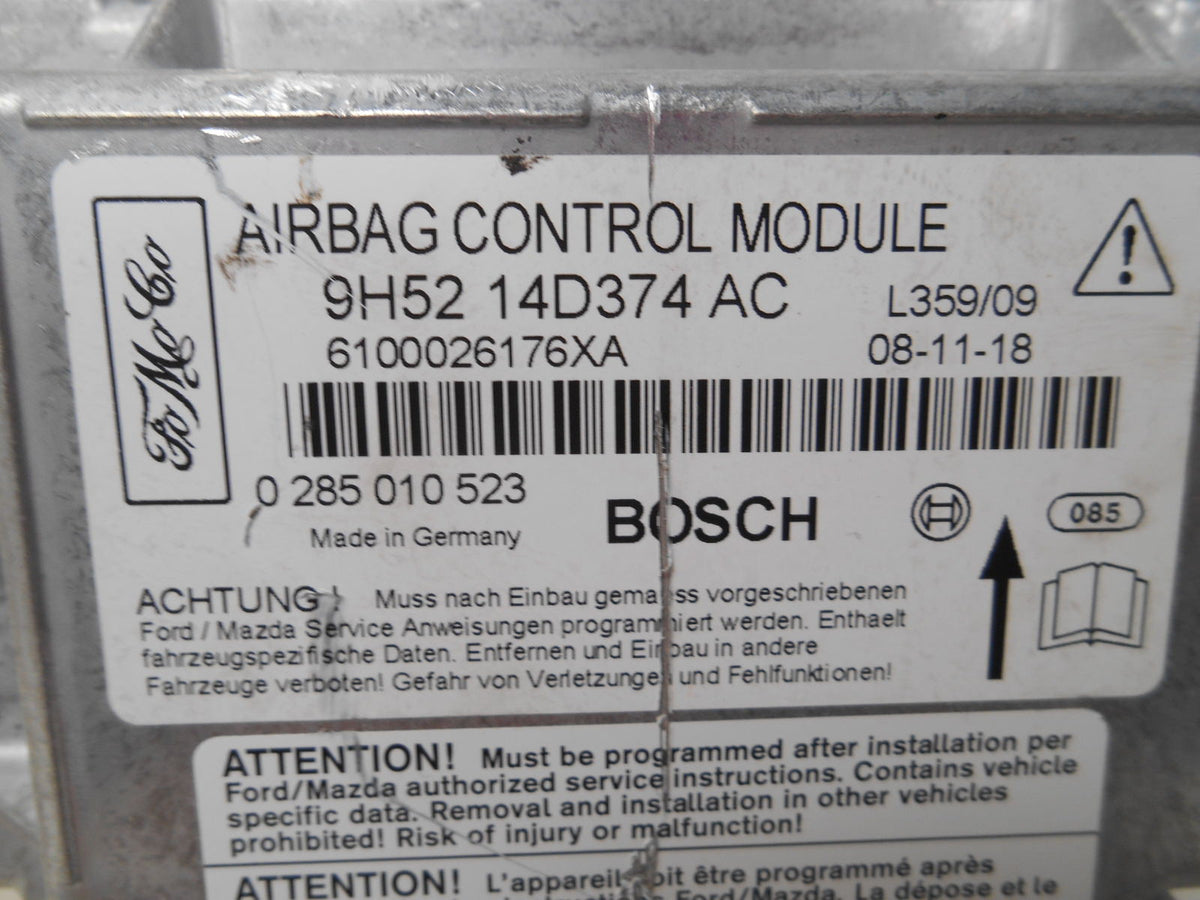 FoMoCo
AIRBAG CONTROL MODULE
9H52 14D374 AC L359/09
6100026176XA 08-11-18
0 285 010 523
Made in Germany BOSCH 085
ACHTUNG ! Muss nach Einbau gemaess vorgeschriebenen
Ford / Mazda Service Anweisungen programmiert werden. Enthaelt
fahrzeugspezifische Daten. Entfernen und Einbau in andere
Fahrzeuge verboten! Gefahr von Verletzungen und Fehlfunktionen!
ATTENTION! Must be programmed after installation per
Ford/Mazda authorized service instructions. Contains vehicle
specific data. Removal and installation in other vehicles
prohibited! Risk of injury or malfunction!
ATTENTION! L'appareil doit être programmé après
instructions Ford/Mazda. La dépose et le